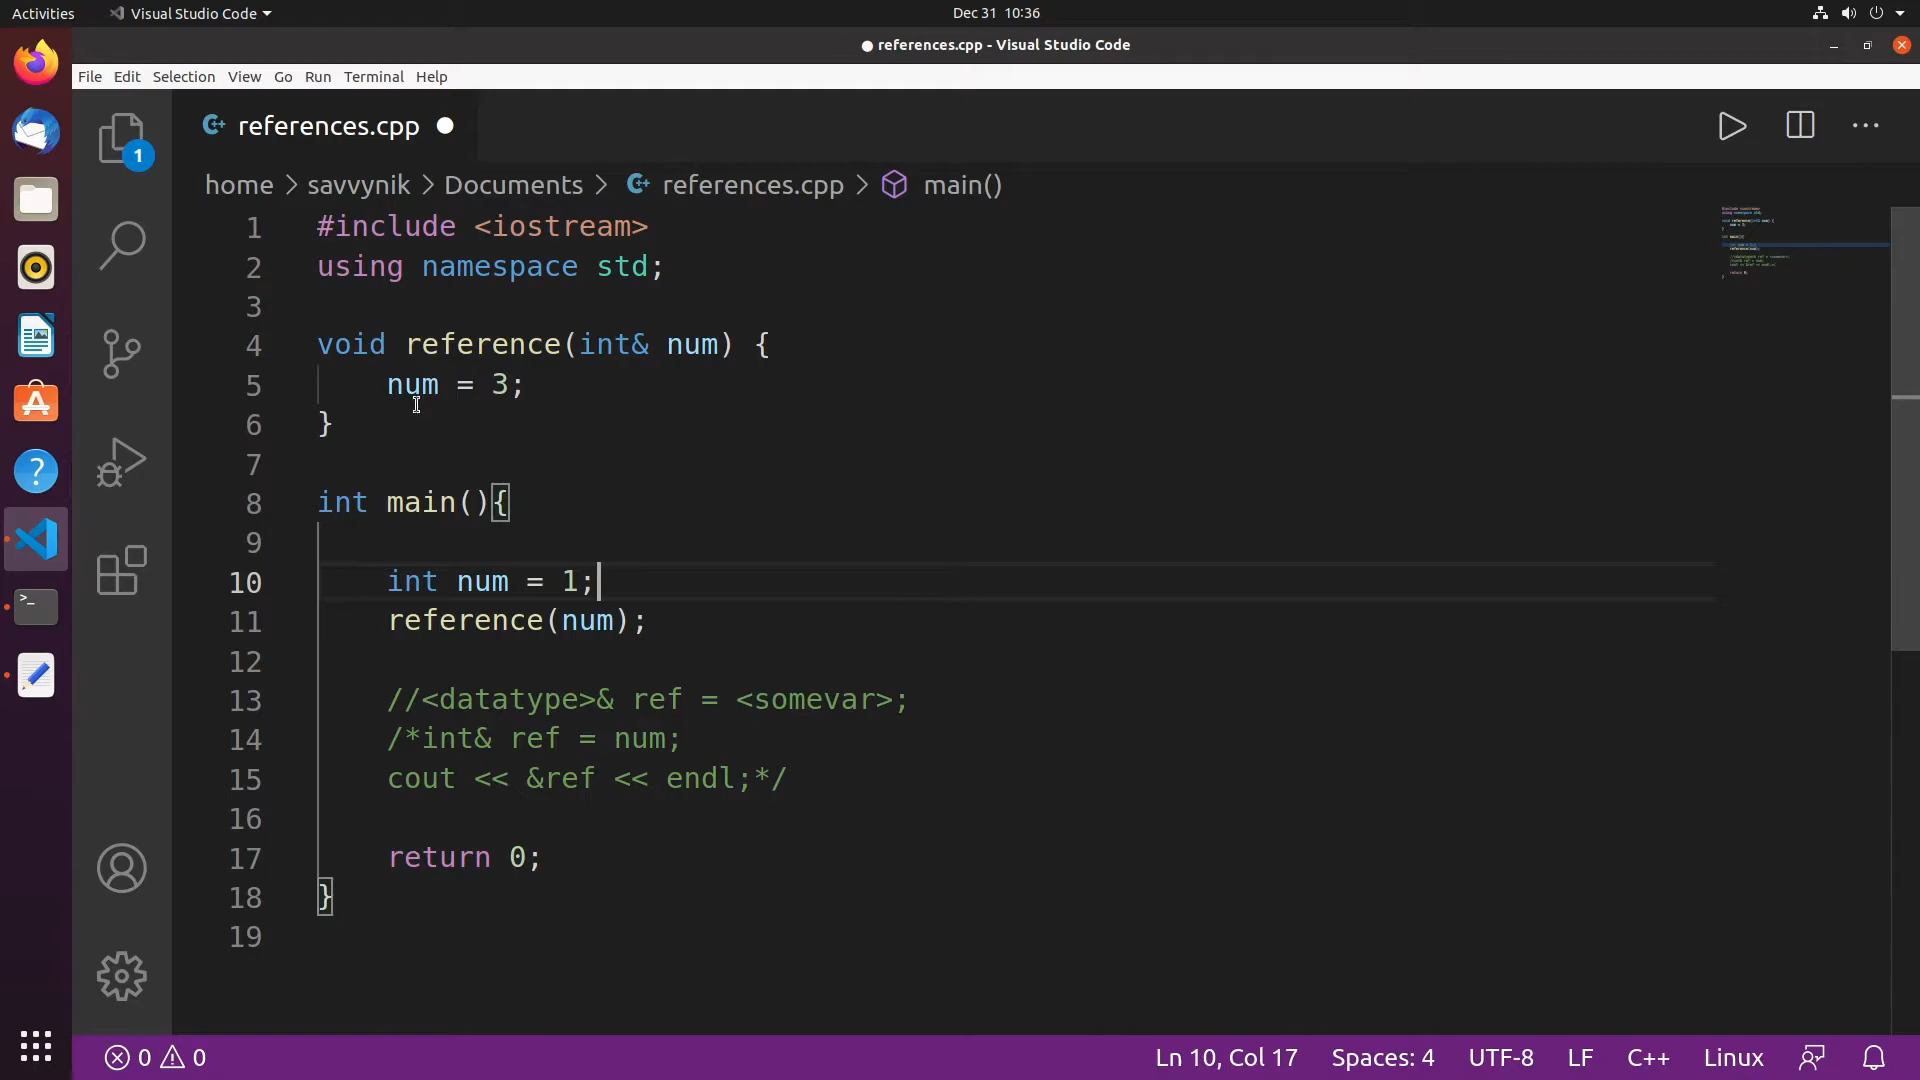 Activities Visual Studio Code Dec 31 10:36
● references.cpp - Visual Studio Code
File Edit Selection View Go Run Terminal Help
references.cpp
home > savvynik > Documents > references.cpp > main()
1 #include <iostream>
2 using namespace std;
3
4 void reference(int& num) {
5 num = 3;
6 }
7
8 int main(){
9
10 int num = 1;
11 reference(num);
12
13 //<datatype>& ref = <somevar>;
14 /*int& ref = num;
15 cout << &ref << endl;*/
16
17 return 0;
18 }
19
1
0 0 Ln 10, Col 17 Spaces: 4 UTF-8 LF C++ Linux